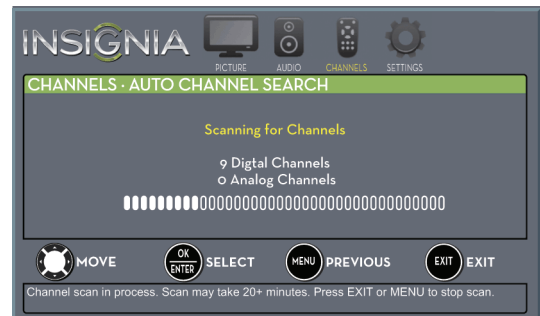 INSIGNIA
PICTURE AUDIO CHANNELS SETTINGS
CHANNELS · AUTO CHANNEL SEARCH
Scanning for Channels
9 Digtal Channels
0 Analog Channels
MOVE OK ENTER SELECT MENU PREVIOUS EXIT EXIT
Channel scan in process. Scan may take 20+ minutes. Press EXIT or MENU to stop scan.